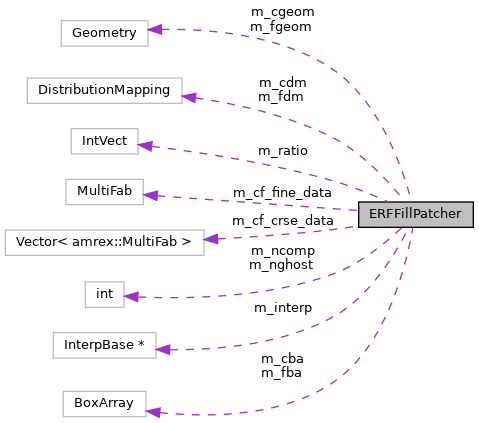 m_cgeom
m_fgeom
Geometry
m_cdm
m_fdm
DistributionMapping
m_ratio
IntVect
m_cf_fine_data
MultiFab
ERFFillPatcher
m_cf_crse_data
Vector< amrex::MultiFab >
m_ncomp
m_nghost
int
m_interp
InterpBase *
m_cba
m_fba
BoxArray